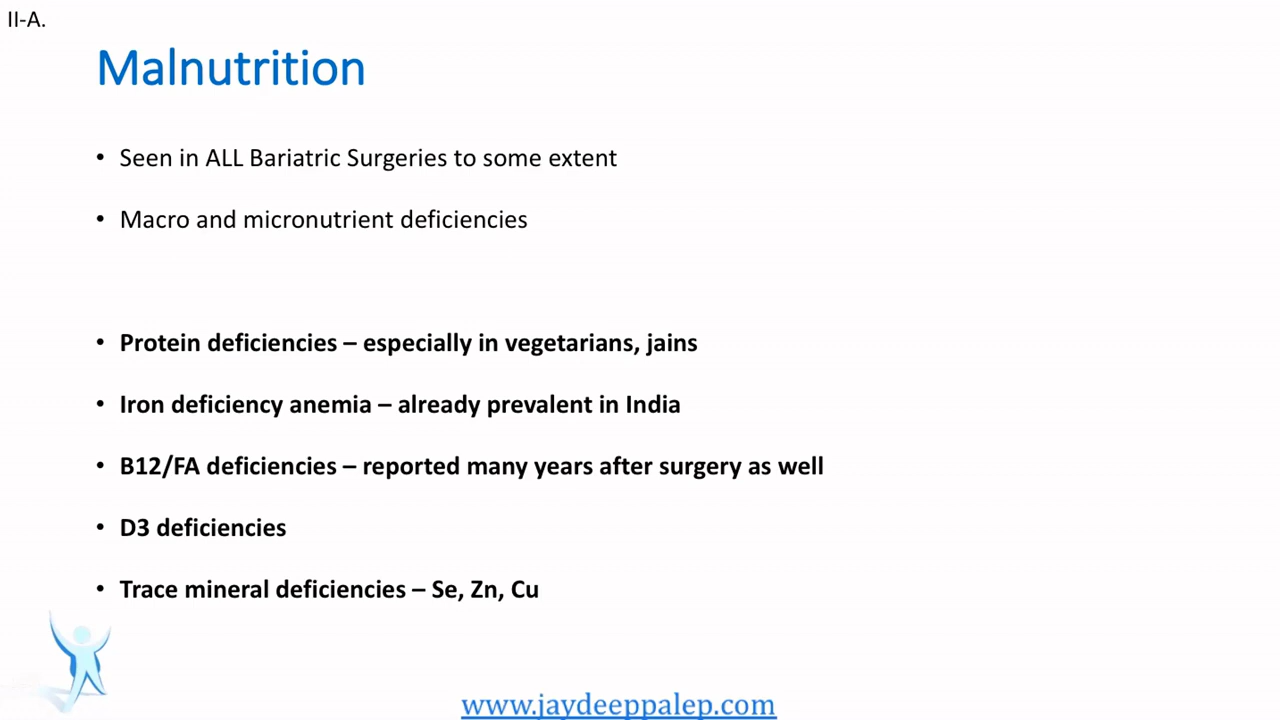 II-A.
Malnutrition
• Seen in ALL Bariatric Surgeries to some extent
• Macro and micronutrient deficiencies
• Protein deficiencies – especially in vegetarians, jains
• Iron deficiency anemia – already prevalent in India
• B12/FA deficiencies – reported many years after surgery as well
• D3 deficiencies
• Trace mineral deficiencies – Se, Zn, Cu
www.jaydeeppalep.com